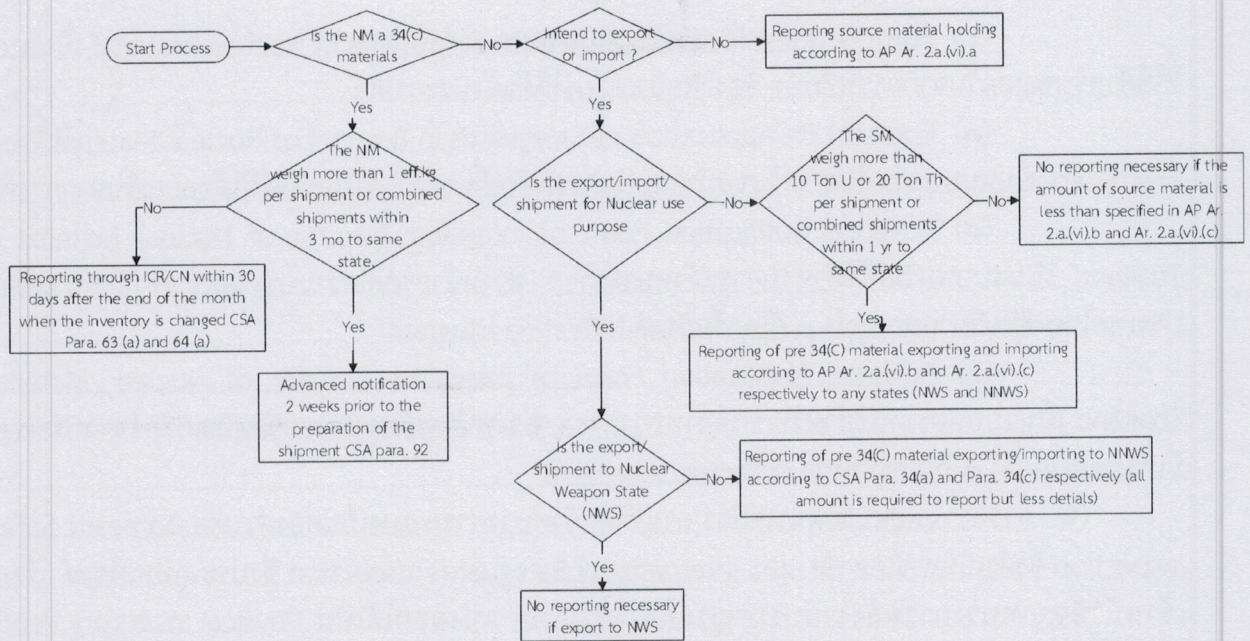 Start Process
Is the NM a 34(c)
materials
No
Intend to export
or import ?
No
Reporting source material holding
according to AP Ar. 2.a.(vi).a
Yes
Yes
The NM
weigh more than 1 eff.kg
per shipment or combined
shipments within
3 mo to same
state.
No
Reporting through ICR/CN within 30
days after the end of the month
when the inventory is changed CSA
Para. 63 (a) and 64 (a)
Yes
Advanced notification
2 weeks prior to the
preparation of the
shipment CSA para. 92
Is the export/import/
shipment for Nuclear use
purpose
No
The SM
weigh more than
10 Ton U or 20 Ton Th
per shipment or
combined shipments
within 1 yr to
same state
No
No reporting necessary if the
amount of source material is
less than specified in AP Ar.
2.a.(vi).b and Ar. 2.a.(vi).(c)
Yes
Reporting of pre 34(C) material exporting and importing
according to AP Ar. 2.a.(vi).b and Ar. 2.a.(vi).(c)
respectively to any states (NWS and NNWS)
Yes
Is the export/
shipment to Nuclear
Weapon State
(NWS)
No
Reporting of pre 34(C) material exporting/importing to NNWS
according to CSA Para. 34(a) and Para. 34(c) respectively (all
amount is required to report but less detials)
Yes
No reporting necessary
if export to NWS